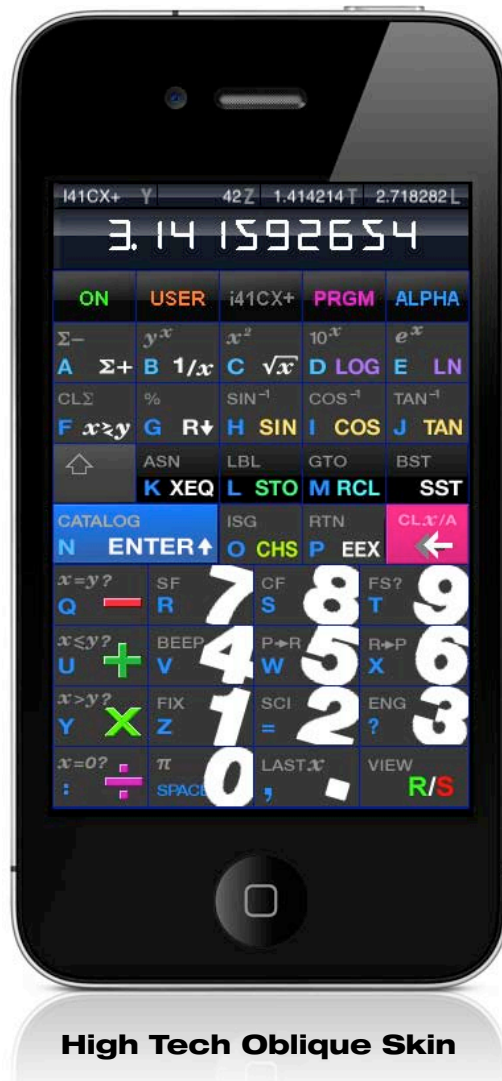 I41CX+ Y 42 Z 1.414214 T 2.718282 L
3.141592654
ON USER i41CX+ PRGM ALPHA
Σ− y^x x² 10^x e^x
A Σ+ B 1/x C √x D LOG E LN
CLΣ % SIN⁻¹ COS⁻¹ TAN⁻¹
F x≷y G R↓ H SIN I COS J TAN
ASN LBL GTO BST
K XEQ L STO M RCL SST
CATALOG ISG RTN CLx/A
N ENTER↑ O CHS P EEX
x=y? SF CF FS?
Q − R 7 S 8 T 9
x≤y? BEEP P→R R→P
U + V 4 W 5 X 6
x>y? FIX SCI ENG
Y × Z 1 = 2 ? 3
x=0? π LASTx VIEW
: ÷ SPACE 0 , . R/S
High Tech Oblique Skin